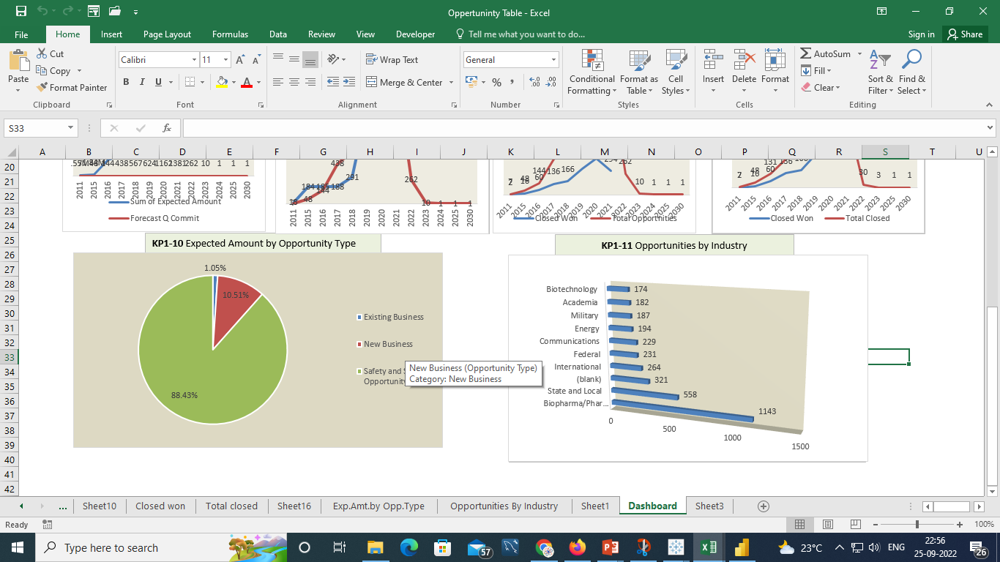 Oppertuninty Table - Excel
File Home Insert Page Layout Formulas Data Review View Developer Tell me what you want to do... Sign in Share
Cut
Copy
Format Painter
Paste
Clipboard
Calibri 11
B I U
Font
Wrap Text
Merge & Center
Alignment
General
Number
Conditional Formatting
Format as Table
Cell Styles
Styles
Insert Delete Format
Cells
AutoSum
Fill
Clear
Sort & Filter
Find & Select
Editing
S33
fx
A B C D E F G H I J K L M N O P Q R S T U
20
21
22
23
24
25
26
27
28
29
30
31
32
33
34
35
36
37
38
39
40
41
42
10 1 1 1
2011 2015 2016 2017 2018 2019 2020 2021 2022 2023 2024 2025 2030
Sum of Expected Amount
Forecast Q Commit
438
291
184 185 188
144
48
262
10 1 1 1
2011 2015 2016 2017 2018 2019 2020 2021 2022 2023 2024 2025 2030
144 136 166
48
60
262
10 1 1 1
2011 2015 2016 2017 2018 2019 2020 2021 2022 2023 2024 2025 2030
Closed Won
Total Opportnities
131
48
60
16
30 3 1 1
2011 2015 2016 2017 2018 2019 2020 2021 2022 2023 2025 2030
Closed Won
Total Closed
KP1-10 Expected Amount by Opportunity Type
1.05%
10.51%
88.43%
Existing Business
New Business
Safety and
Opportunity
New Business (Opportunity Type)
Category: New Business
KP1-11 Opportunities by Industry
Biotechnology 174
Academia 182
Military 187
Energy 194
Communications 229
Federal 231
International 264
(blank) 321
State and Local 558
Biopharma/Phar... 1143
0 500 1000 1500
... Sheet10 Closed won Total closed Sheet16 Exp.Amt.by Opp.Type Opportunities By Industry Sheet1 Dashboard Sheet3
Ready
100%
Type here to search
57
23°C
ENG
22:56
25-09-2022
26